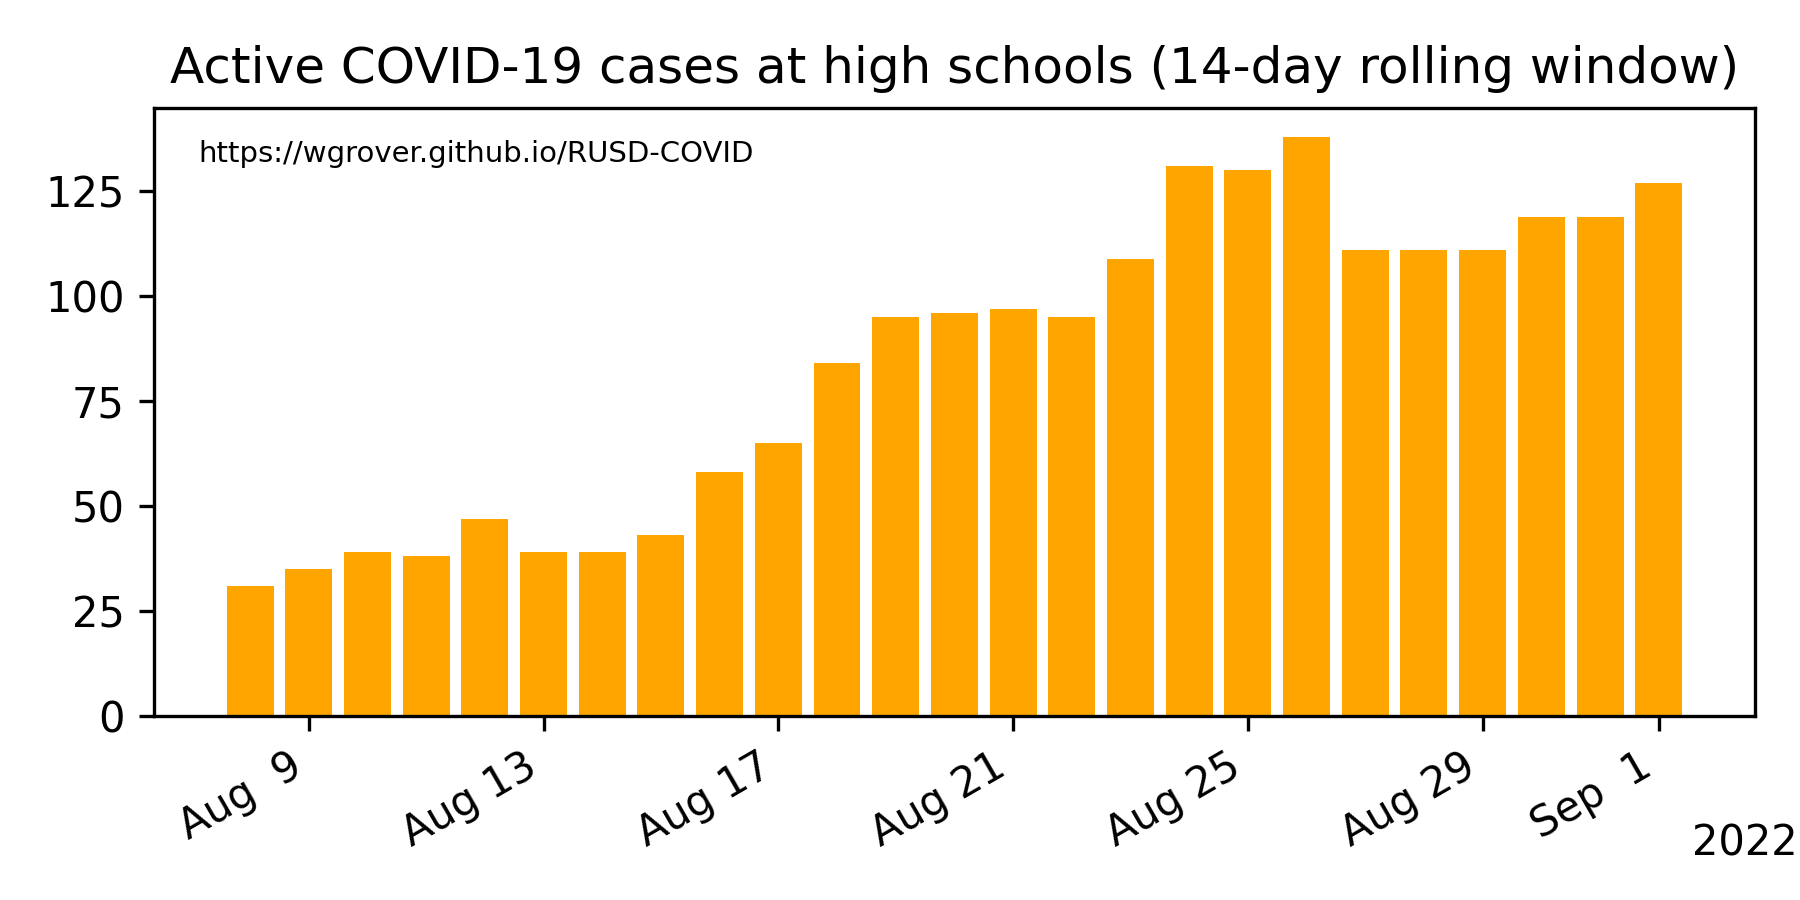 Active COVID-19 cases at high schools (14-day rolling window)
https://wgrover.github.io/RUSD-COVID
125
100
75
50
25
0
Aug 9
Aug 13
Aug 17
Aug 21
Aug 25
Aug 29
Sep 1
2022